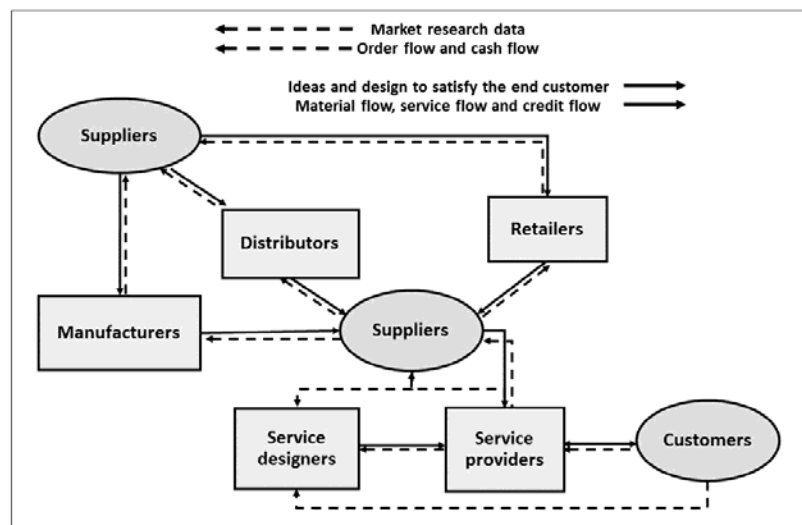 Market research data
Order flow and cash flow
Ideas and design to satisfy the end customer
Material flow, service flow and credit flow
Suppliers
Distributors
Retailers
Manufacturers
Suppliers
Service
designers
Service
providers
Customers